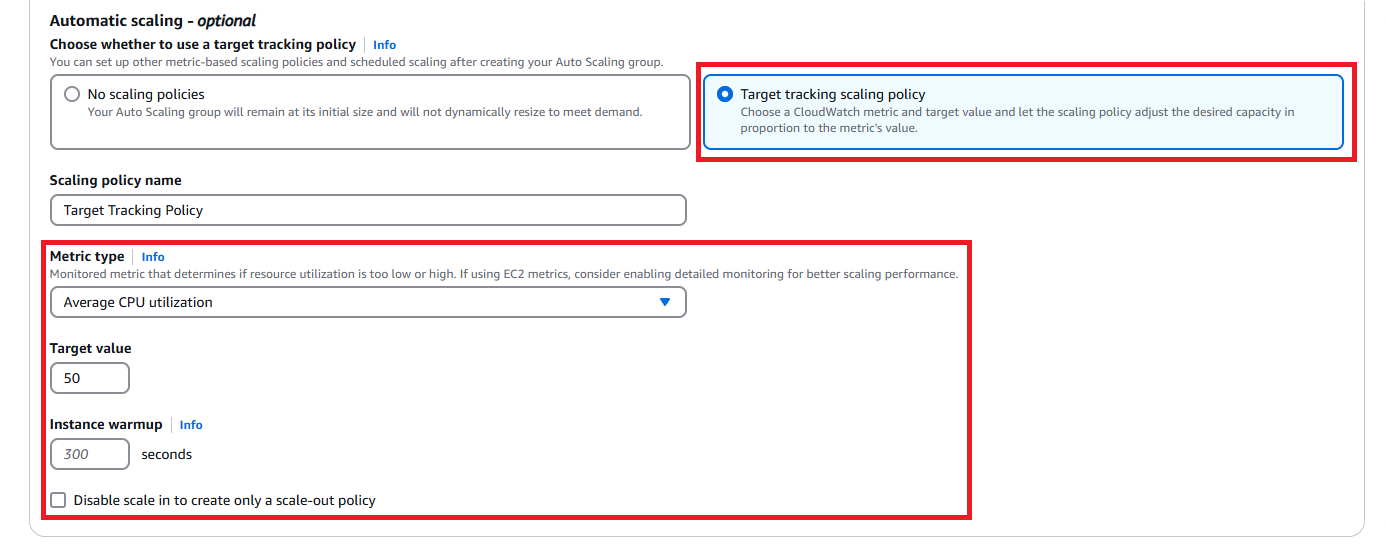 Automatic scaling - optional
Choose whether to use a target tracking policy Info
You can set up other metric-based scaling policies and scheduled scaling after creating your Auto Scaling group.
No scaling policies
Your Auto Scaling group will remain at its initial size and will not dynamically resize to meet demand.
Target tracking scaling policy
Choose a CloudWatch metric and target value and let the scaling policy adjust the desired capacity in
proportion to the metric's value.
Scaling policy name
Target Tracking Policy
Metric type Info
Monitored metric that determines if resource utilization is too low or high. If using EC2 metrics, consider enabling detailed monitoring for better scaling performance.
Average CPU utilization
Target value
50
Instance warmup Info
300 seconds
Disable scale in to create only a scale-out policy